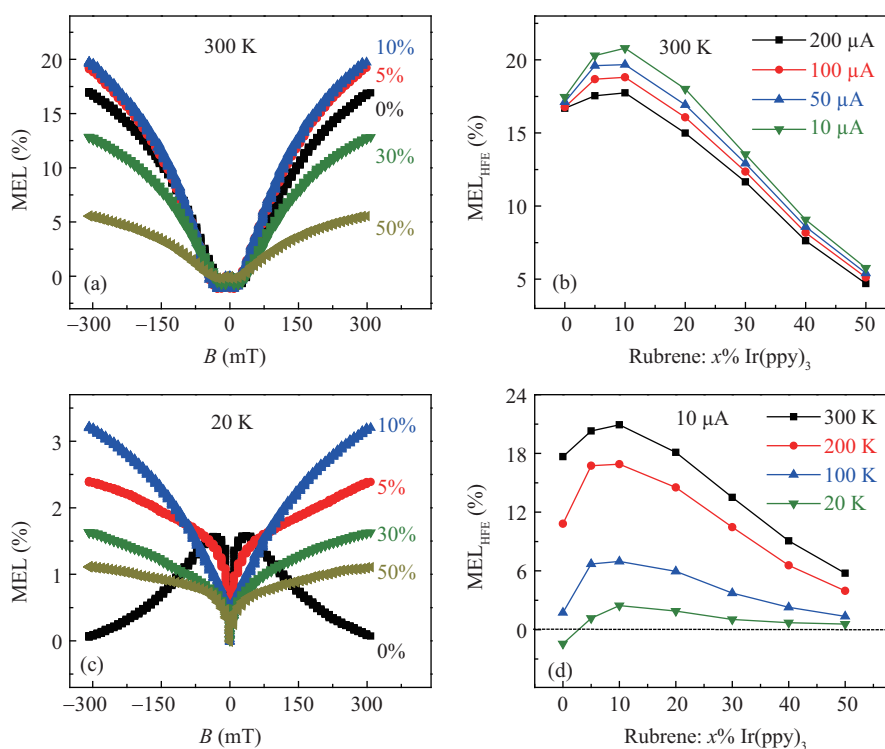 300 K
10%
5%
0%
30%
50%
20
15
10
5
0
MEL (%)
(a)
−300 −150 0 150 300
B (mT)
300 K
200 μA
100 μA
50 μA
10 μA
20
15
10
5
MEL_HFE (%)
(b)
0 10 20 30 40 50
Rubrene: x% Ir(ppy)₃
20 K
10%
5%
30%
50%
0%
3
2
1
0
MEL (%)
(c)
−300 −150 0 150 300
B (mT)
10 μA
300 K
200 K
100 K
20 K
24
18
12
6
0
MEL_HFE (%)
(d)
0 10 20 30 40 50
Rubrene: x% Ir(ppy)₃